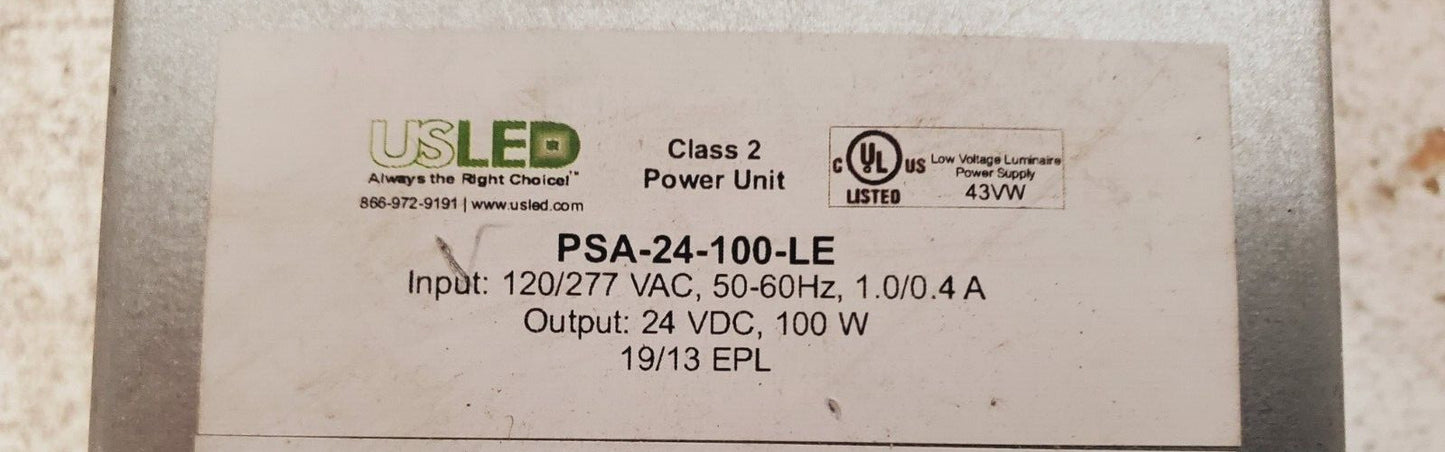 USLED
Always the Right Choice!™
866-972-9191 | www.usled.com
Class 2
Power Unit
C UL US
LISTED
Low Voltage Luminaire
Power Supply
43VW
PSA-24-100-LE
Input: 120/277 VAC, 50-60Hz, 1.0/0.4 A
Output: 24 VDC, 100 W
19/13 EPL